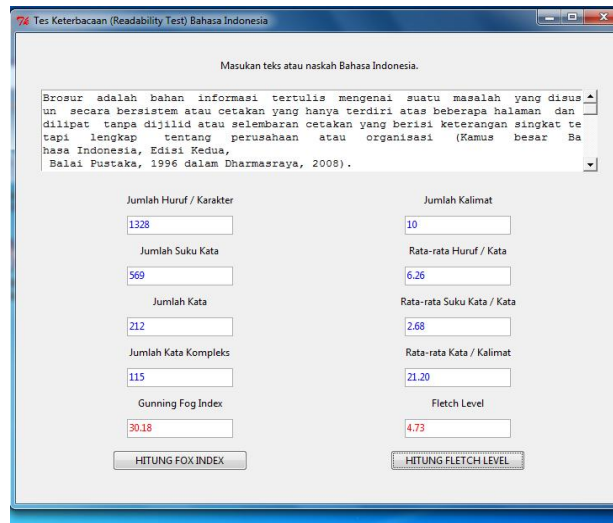 Tes Keterbacaan (Readability Test) Bahasa Indonesia
Masukan teks atau naskah Bahasa Indonesia.
Brosur adalah bahan informasi tertulis mengenai suatu masalah yang disus
un secara bersistem atau cetakan yang hanya terdiri atas beberapa halaman dan
dilipat tanpa dijilid atau selembaran cetakan yang berisi keterangan singkat te
tapi lengkap tentang perusahaan atau organisasi (Kamus besar Ba
hasa Indonesia, Edisi Kedua,
Balai Pustaka, 1996 dalam Dharmasraya, 2008).
Jumlah Huruf / Karakter
1328
Jumlah Kalimat
10
Jumlah Suku Kata
569
Rata-rata Huruf / Kata
6.26
Jumlah Kata
212
Rata-rata Suku Kata / Kata
2.68
Jumlah Kata Kompleks
115
Rata-rata Kata / Kalimat
21.20
Gunning Fog Index
30.18
Fletch Level
4.73
HITUNG FOX INDEX
HITUNG FLETCH LEVEL